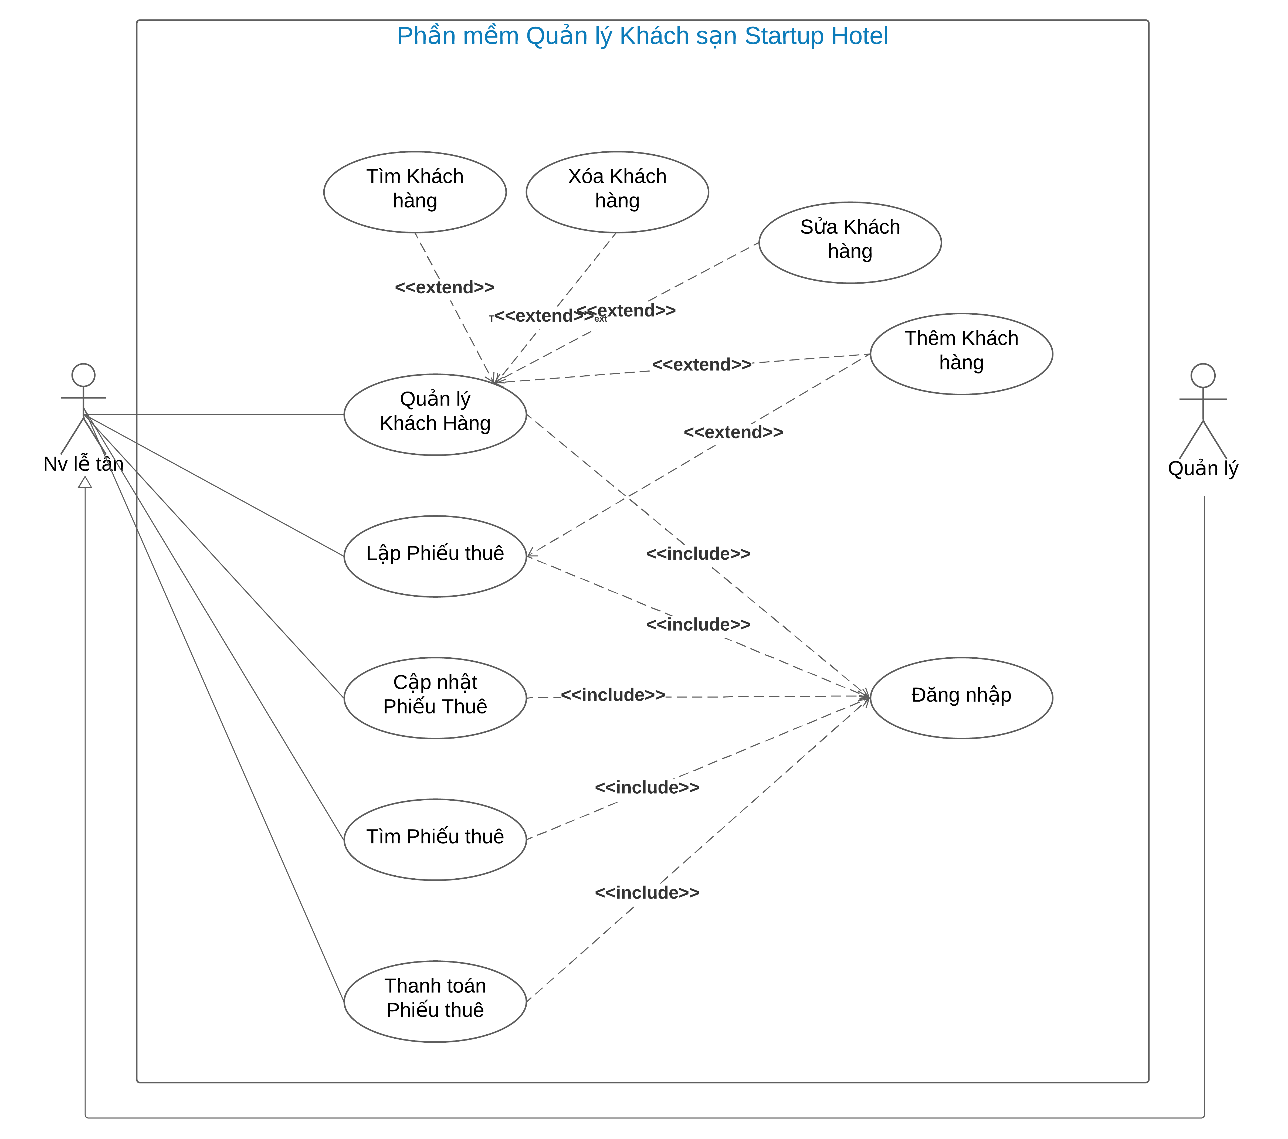 Phần mềm Quản lý Khách sạn Startup Hotel
Tìm Khách
hàng
Xóa Khách
hàng
Sửa Khách
hàng
<<extend>>
<<extend>>
<<extend>>
Thêm Khách
hàng
<<extend>>
Quản lý
Khách Hàng
<<extend>>
Nv lễ tân
Quản lý
Lập Phiếu thuê
<<include>>
<<include>>
Cập nhật
Phiếu Thuê
<<include>>
Đăng nhập
<<include>>
Tìm Phiếu thuê
<<include>>
Thanh toán
Phiếu thuê